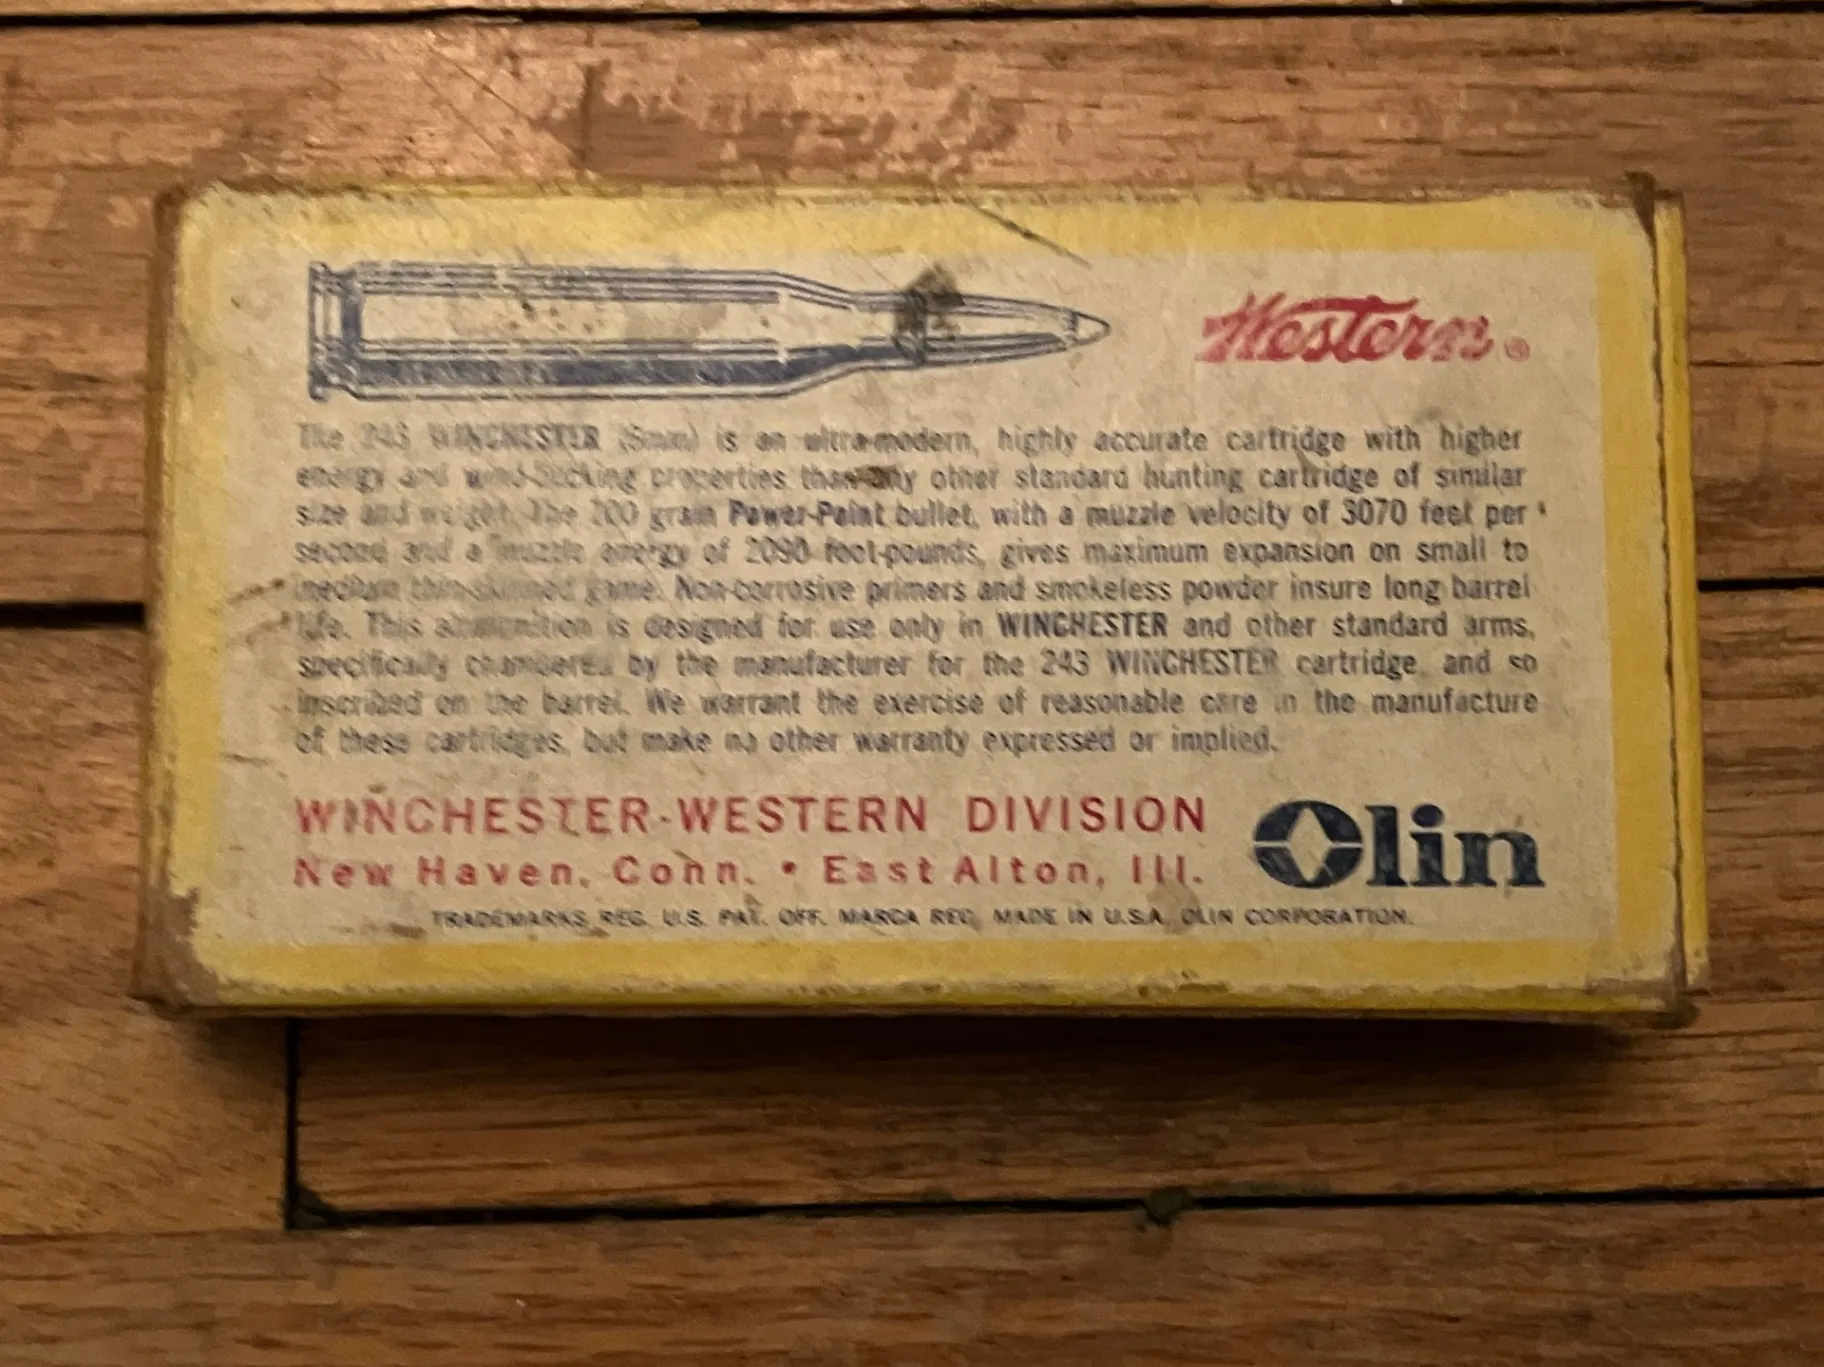 Western®
The 243 WINCHESTER (6mm) is an ultra-modern, highly accurate cartridge with higher
energy and wind-bucking properties than any other standard hunting cartridge of similar
size and weight. The 100 grain Power-Point bullet, with a muzzle velocity of 3070 feet per
second and a muzzle energy of 2090 foot-pounds, gives maximum expansion on small to
medium thin-skinned game. Non-corrosive primers and smokeless powder insure long barrel
life. This ammunition is designed for use only in WINCHESTER and other standard arms,
specifically chambered by the manufacturer for the 243 WINCHESTER cartridge, and so
inscribed on the barrel. We warrant the exercise of reasonable care in the manufacture
of these cartridges, but make no other warranty expressed or implied.
WINCHESTER-WESTERN DIVISION
New Haven, Conn. • East Alton, Ill.
Olin
TRADEMARKS REG. U.S. PAT. OFF. MARCA REG. MADE IN U.S.A. OLIN CORPORATION.